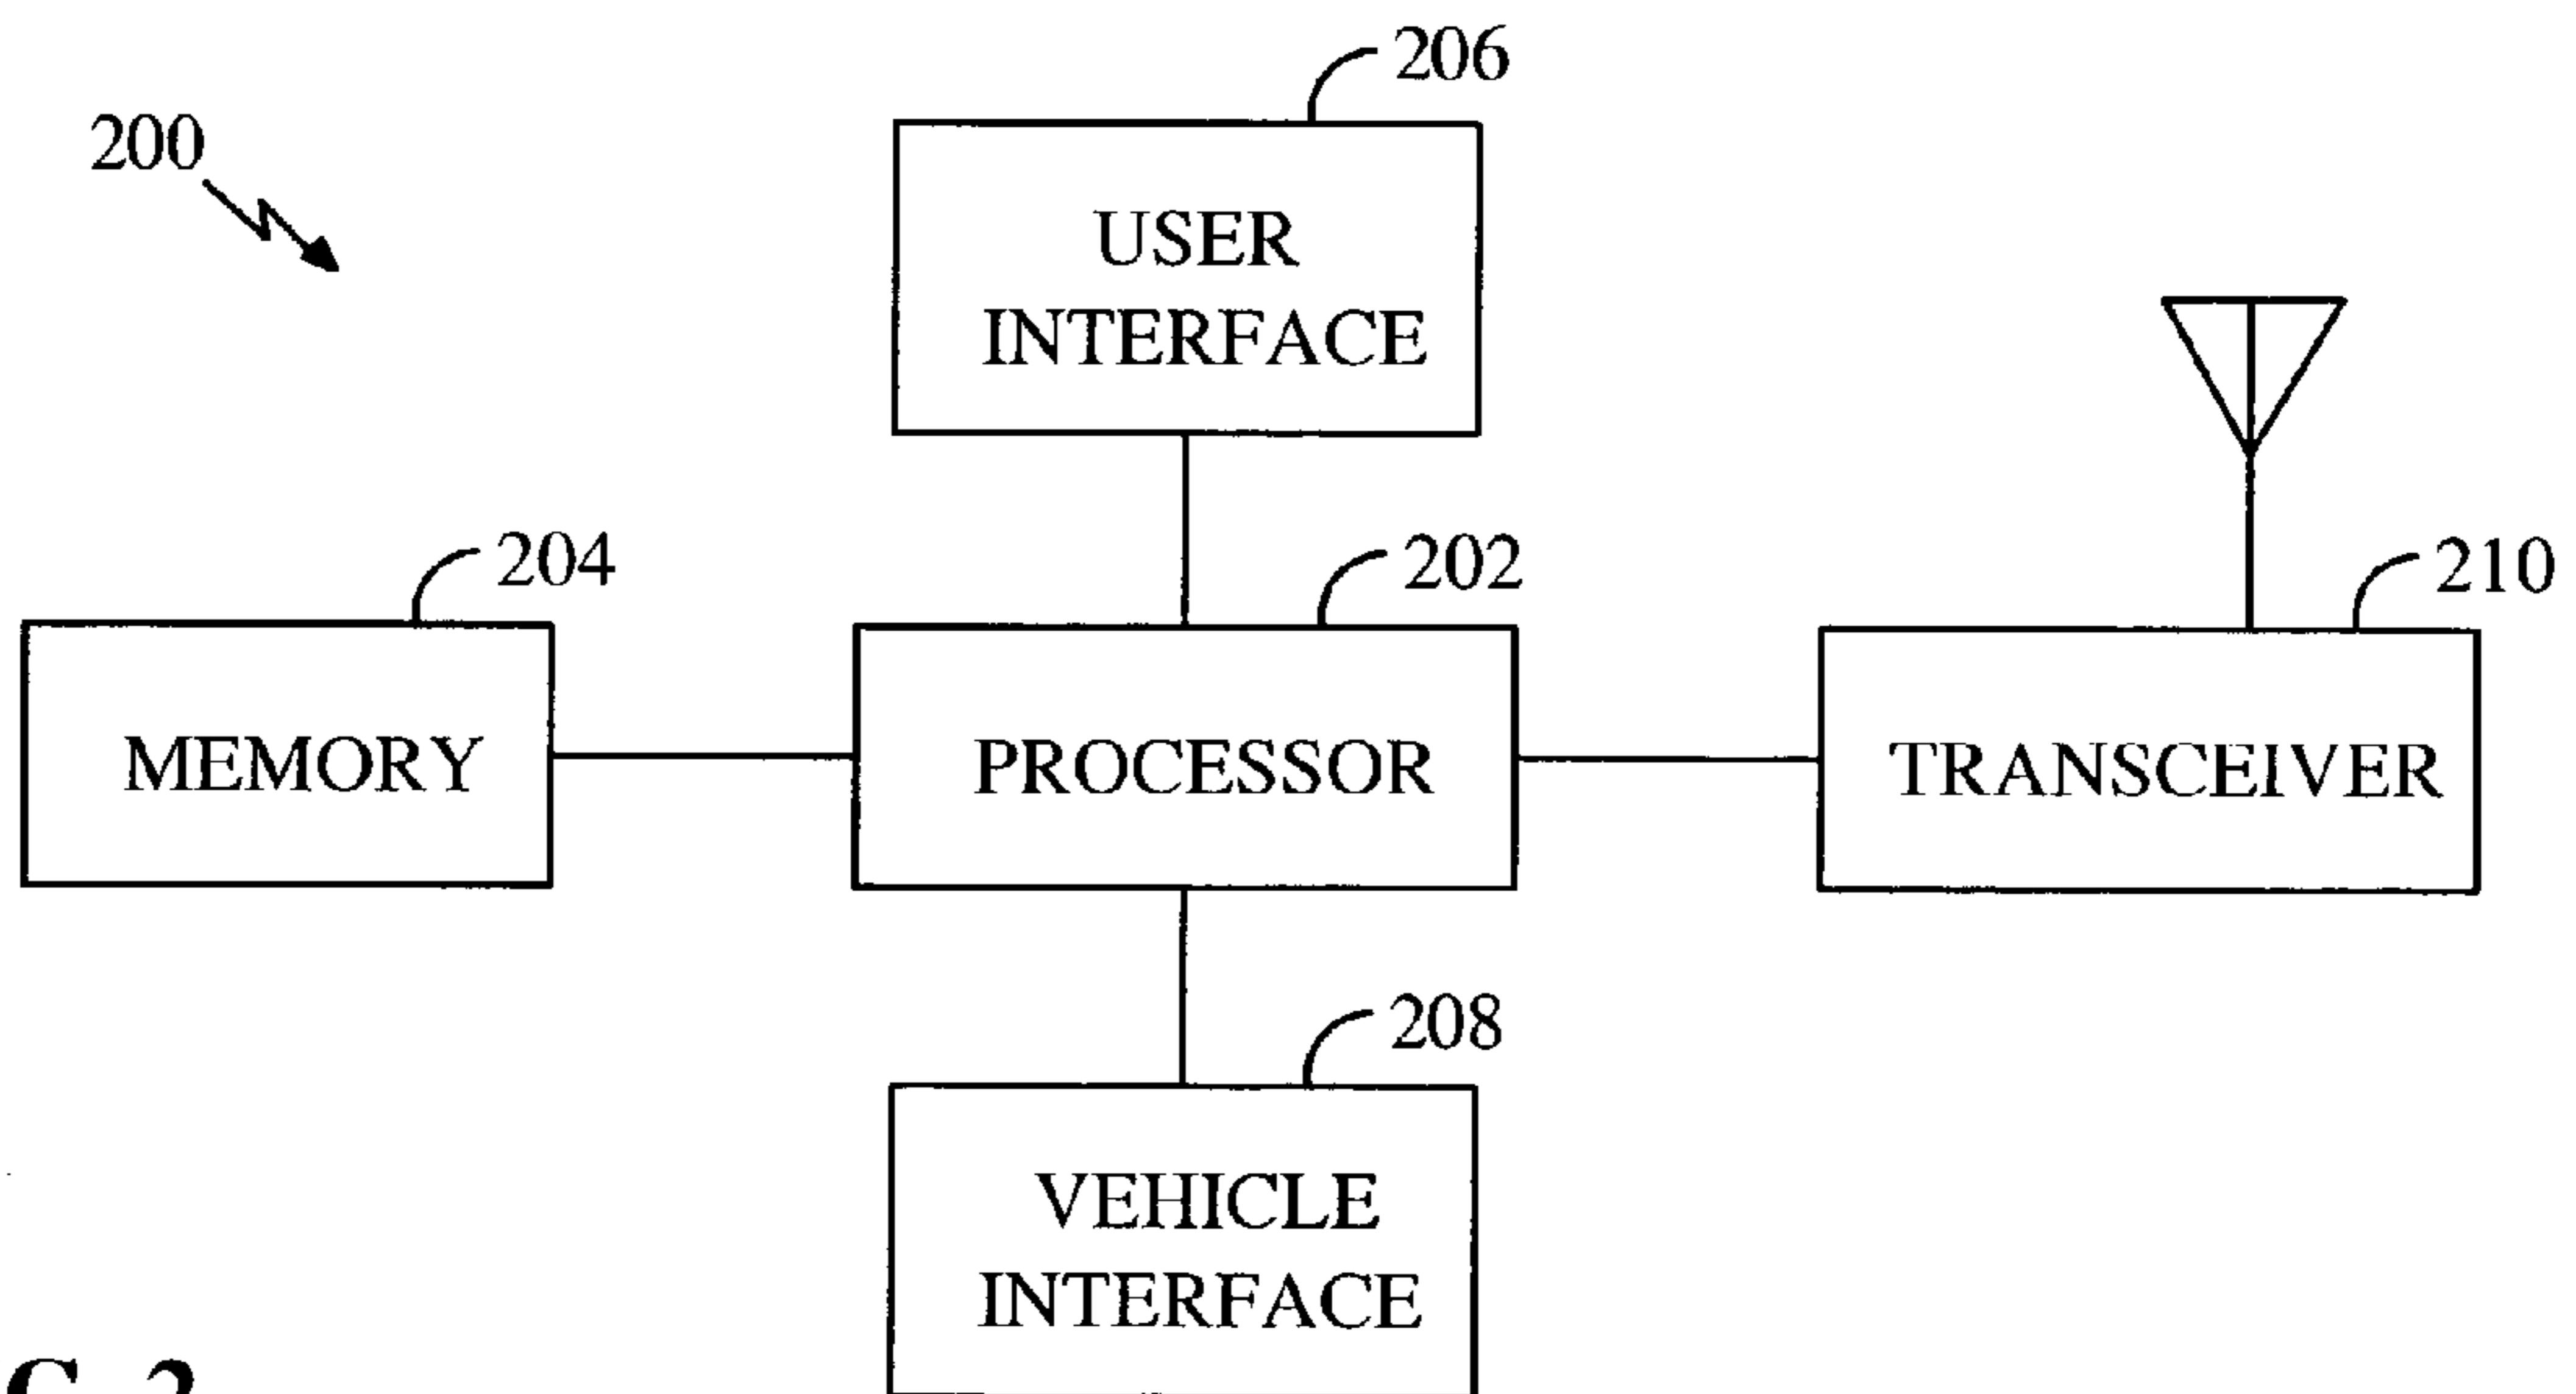 206
200
USER
INTERFACE
204
202
210
MEMORY
PROCESSOR
TRANSCEIVER
208
VEHICLE
INTERFACE